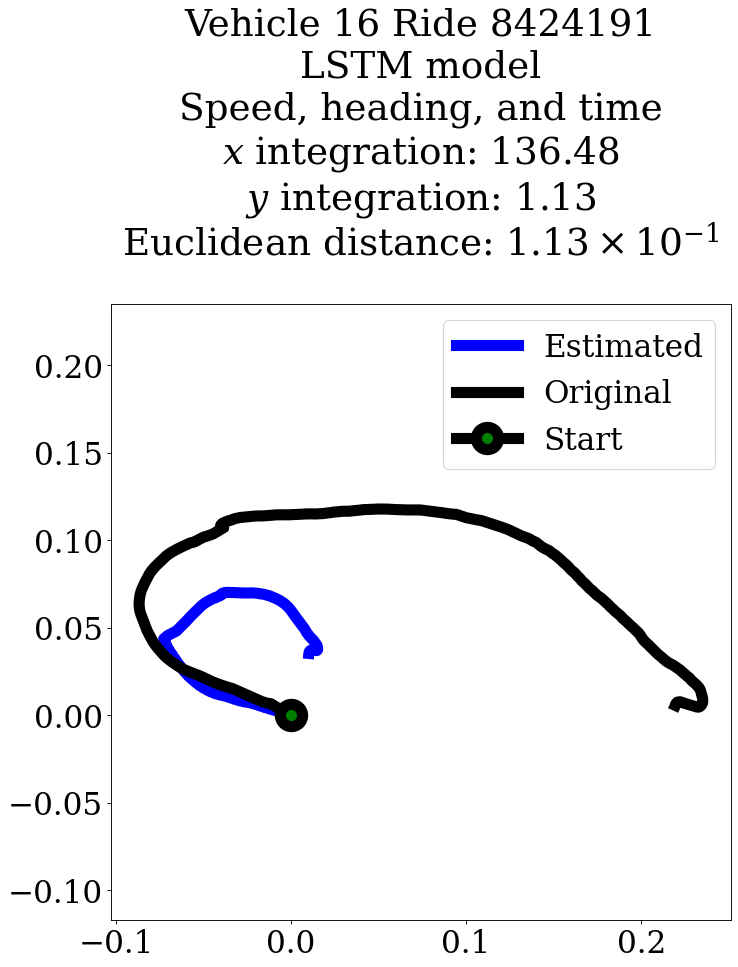 Vehicle 16 Ride 8424191
LSTM model
Speed, heading, and time
x integration: 136.48
y integration: 1.13
Euclidean distance: 1.13 × 10⁻¹
Estimated
Original
Start
0.20
0.15
0.10
0.05
0.00
−0.05
−0.10
−0.1 0.0 0.1 0.2